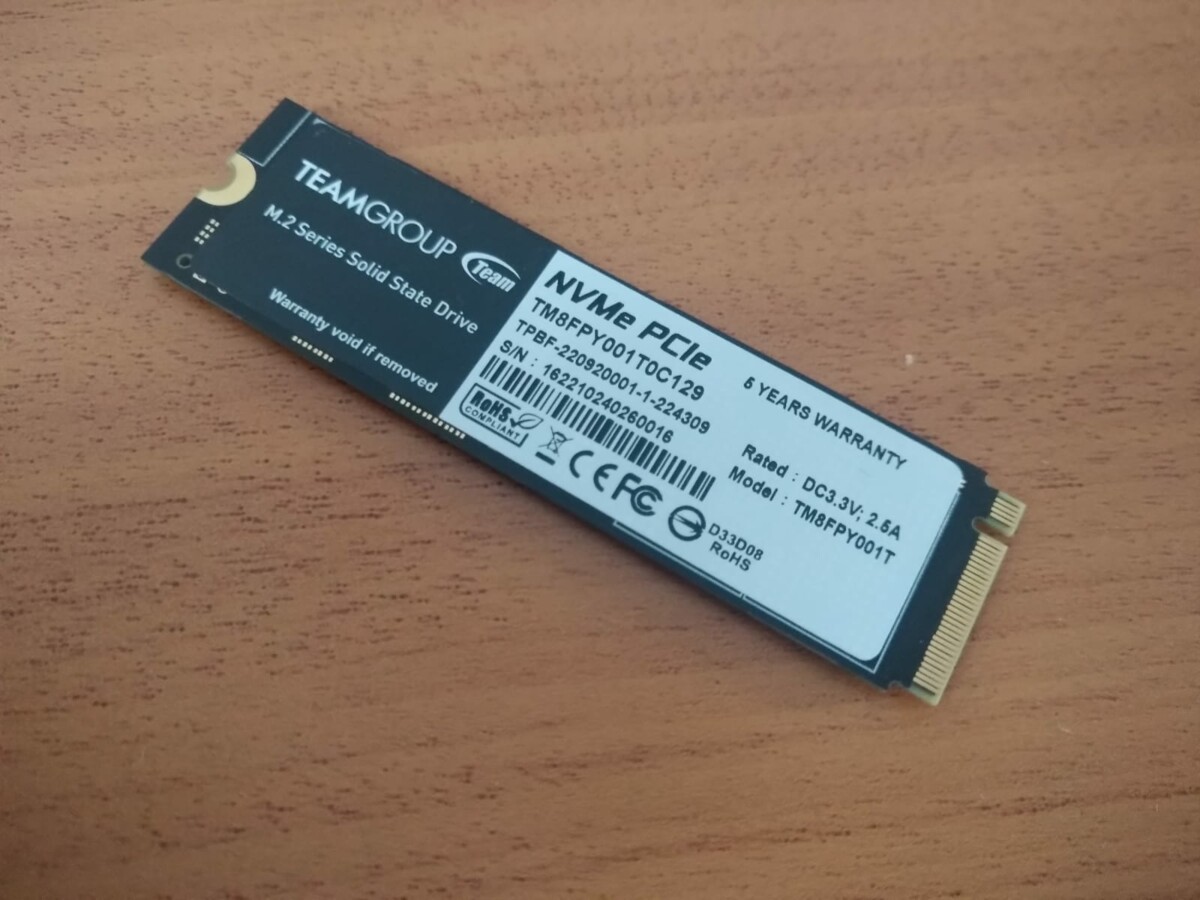 TEAMGROUP Team
M.2 Series Solid State Drive
Warranty void if removed
NVMe PCIe
TM8FPY001T0C129
TPBF-220920001-1-224309
S/N : 162210240260016
RoHS
COMPLIANT
CE FC
D33D08
RoHS
5 YEARS WARRANTY
Rated : DC3.3V; 2.5A
Model : TM8FPY001T